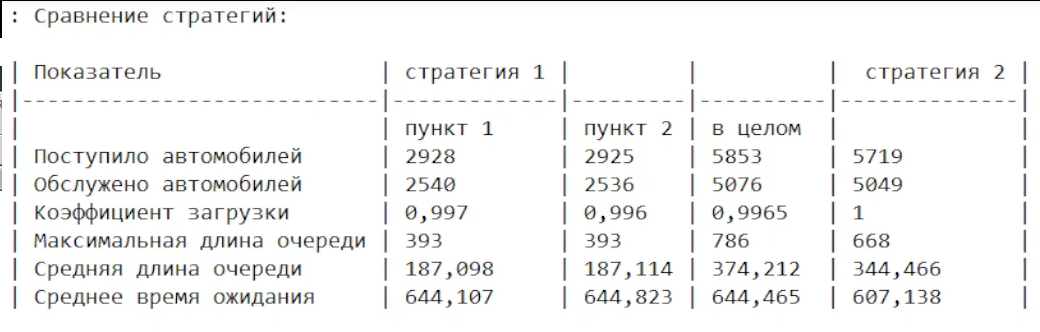 : Сравнение стратегий:
| Показатель | стратегия 1 | | | стратегия 2 |
|----------------------------|-------------|---------|----------|--------------|
| | пункт 1 | пункт 2 | в целом | |
| Поступило автомобилей | 2928 | 2925 | 5853 | 5719 |
| Обслужено автомобилей | 2540 | 2536 | 5076 | 5049 |
| Коэффициент загрузки | 0,997 | 0,996 | 0,9965 | 1 |
| Максимальная длина очереди | 393 | 393 | 786 | 668 |
| Средняя длина очереди | 187,098 | 187,114 | 374,212 | 344,466 |
| Среднее время ожидания | 644,107 | 644,823 | 644,465 | 607,138 |